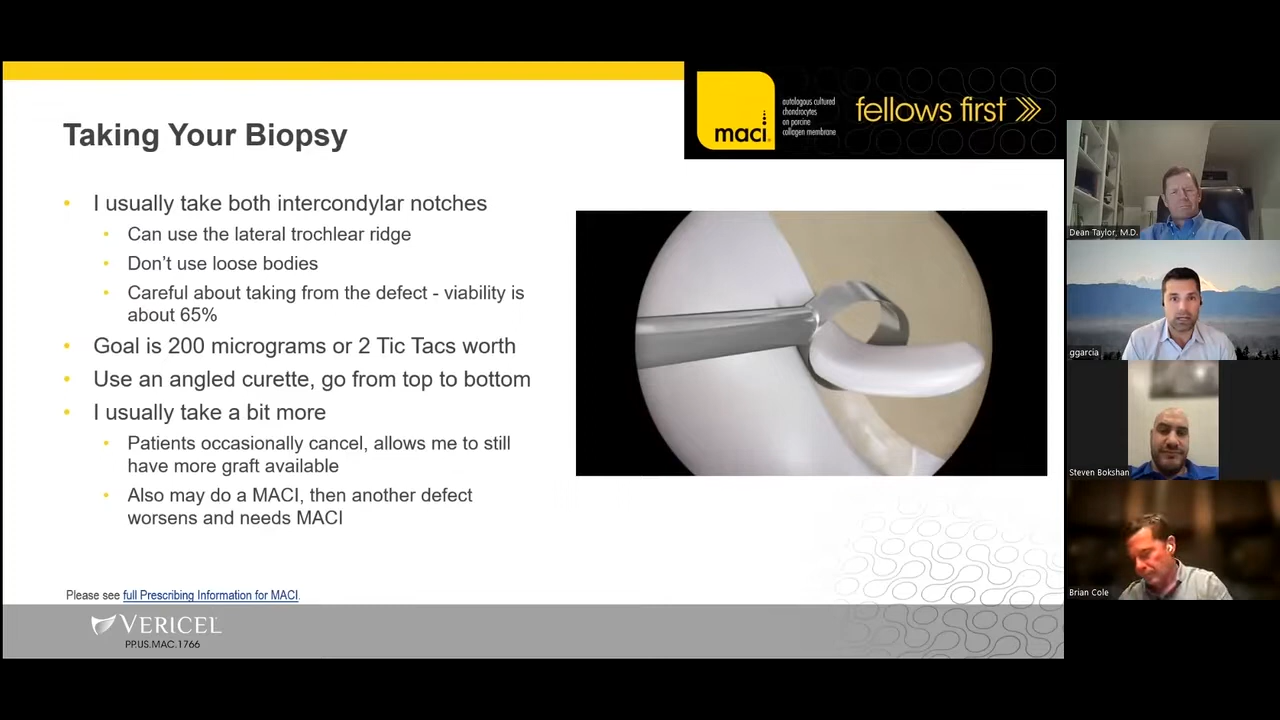 maci
autologous cultured
chondrocytes
on porcine
collagen membrane
fellows first
Taking Your Biopsy
• I usually take both intercondylar notches
• Can use the lateral trochlear ridge
• Don’t use loose bodies
• Careful about taking from the defect - viability is
about 65%
• Goal is 200 micrograms or 2 Tic Tacs worth
• Use an angled curette, go from top to bottom
• I usually take a bit more
• Patients occasionally cancel, allows me to still
have more graft available
• Also may do a MACI, then another defect
worsens and needs MACI
Please see full Prescribing Information for MACI.
VERICEL
PP.US.MAC.1766
Dean Taylor, M.D.
ggarcia
Steven Bokshan
Brian Cole